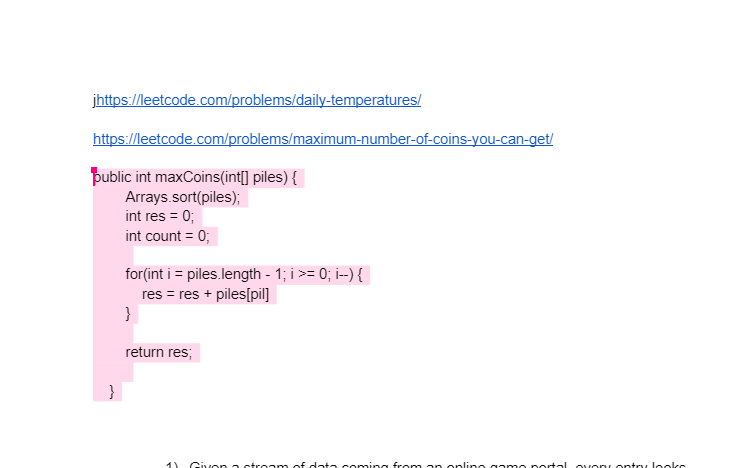 jhttps://leetcode.com/problems/daily-temperatures/
https://leetcode.com/problems/maximum-number-of-coins-you-can-get/
public int maxCoins(int[] piles) {
Arrays.sort(piles);
int res = 0;
int count = 0;
for(int i = piles.length - 1; i >= 0; i--) {
res = res + piles[pil]
}
return res;
}
1) Given a stream of data coming from an online game portal, every entry looks